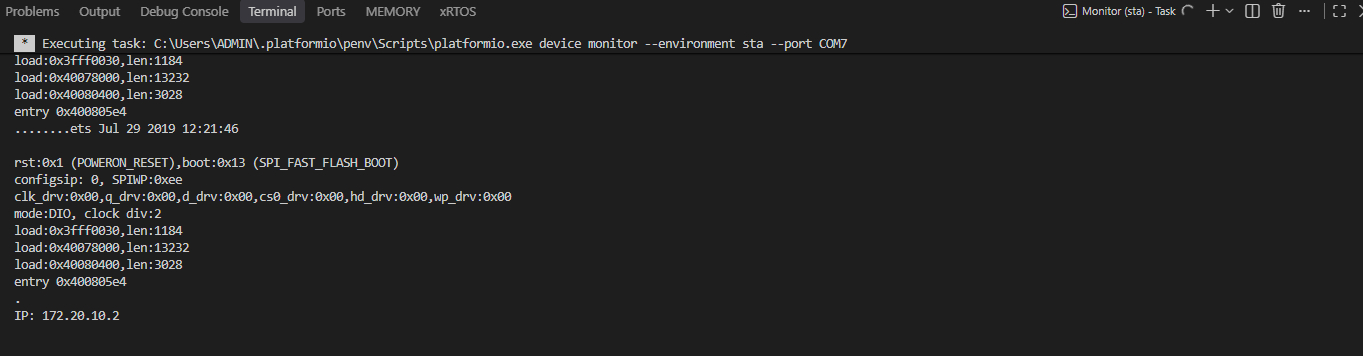 Problems Output Debug Console Terminal Ports MEMORY xRTOS Monitor (sta) - Task
* Executing task: C:\Users\ADMIN\.platformio\penv\Scripts\platformio.exe device monitor --environment sta --port COM7
load:0x3fff0030,len:1184
load:0x40078000,len:13232
load:0x40080400,len:3028
entry 0x400805e4
........ets Jul 29 2019 12:21:46
rst:0x1 (POWERON_RESET),boot:0x13 (SPI_FAST_FLASH_BOOT)
configsip: 0, SPIWP:0xee
clk_drv:0x00,q_drv:0x00,d_drv:0x00,cs0_drv:0x00,hd_drv:0x00,wp_drv:0x00
mode:DIO, clock div:2
load:0x3fff0030,len:1184
load:0x40078000,len:13232
load:0x40080400,len:3028
entry 0x400805e4
.
IP: 172.20.10.2